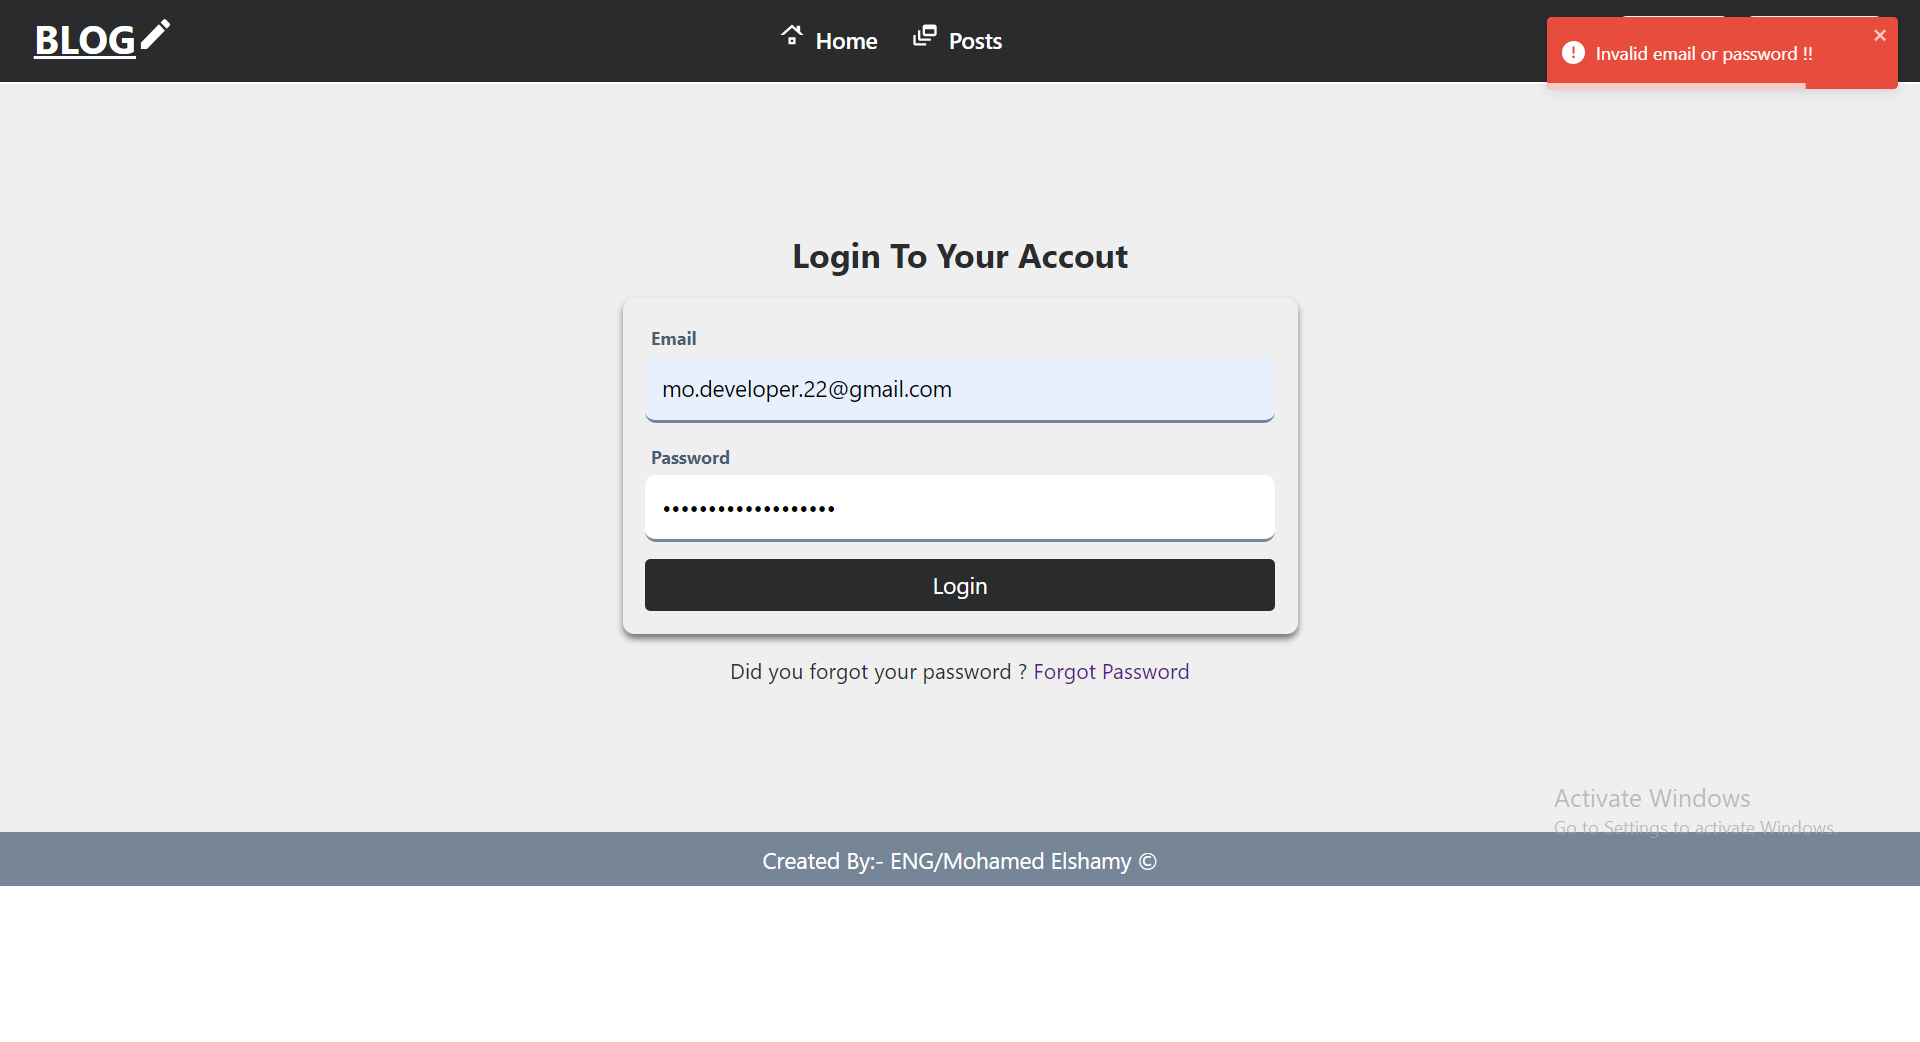 BLOG
Home
Posts
Invalid email or password !!
Login To Your Accout
Email
mo.developer.22@gmail.com
Password
•••••••••••••••••••
Login
Did you forgot your password ? Forgot Password
Activate Windows
Go to Settings to activate Windows.
Created By:- ENG/Mohamed Elshamy ©